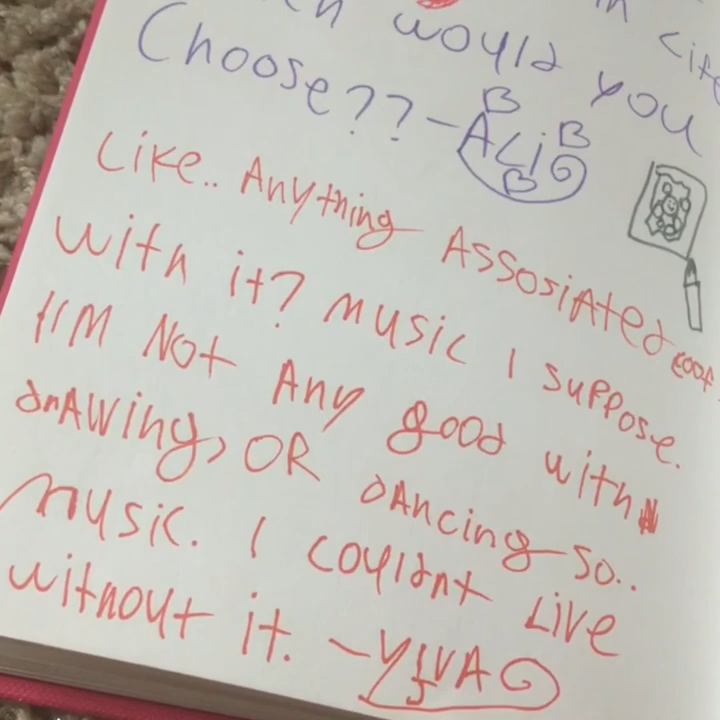 would you
Choose?? - ALi
Like.. Anything Assosiated
with it? Music I suppose.
I'M Not Any good with
drAWing, OR dAncing so..
Music. I couldnt Live
without it. -